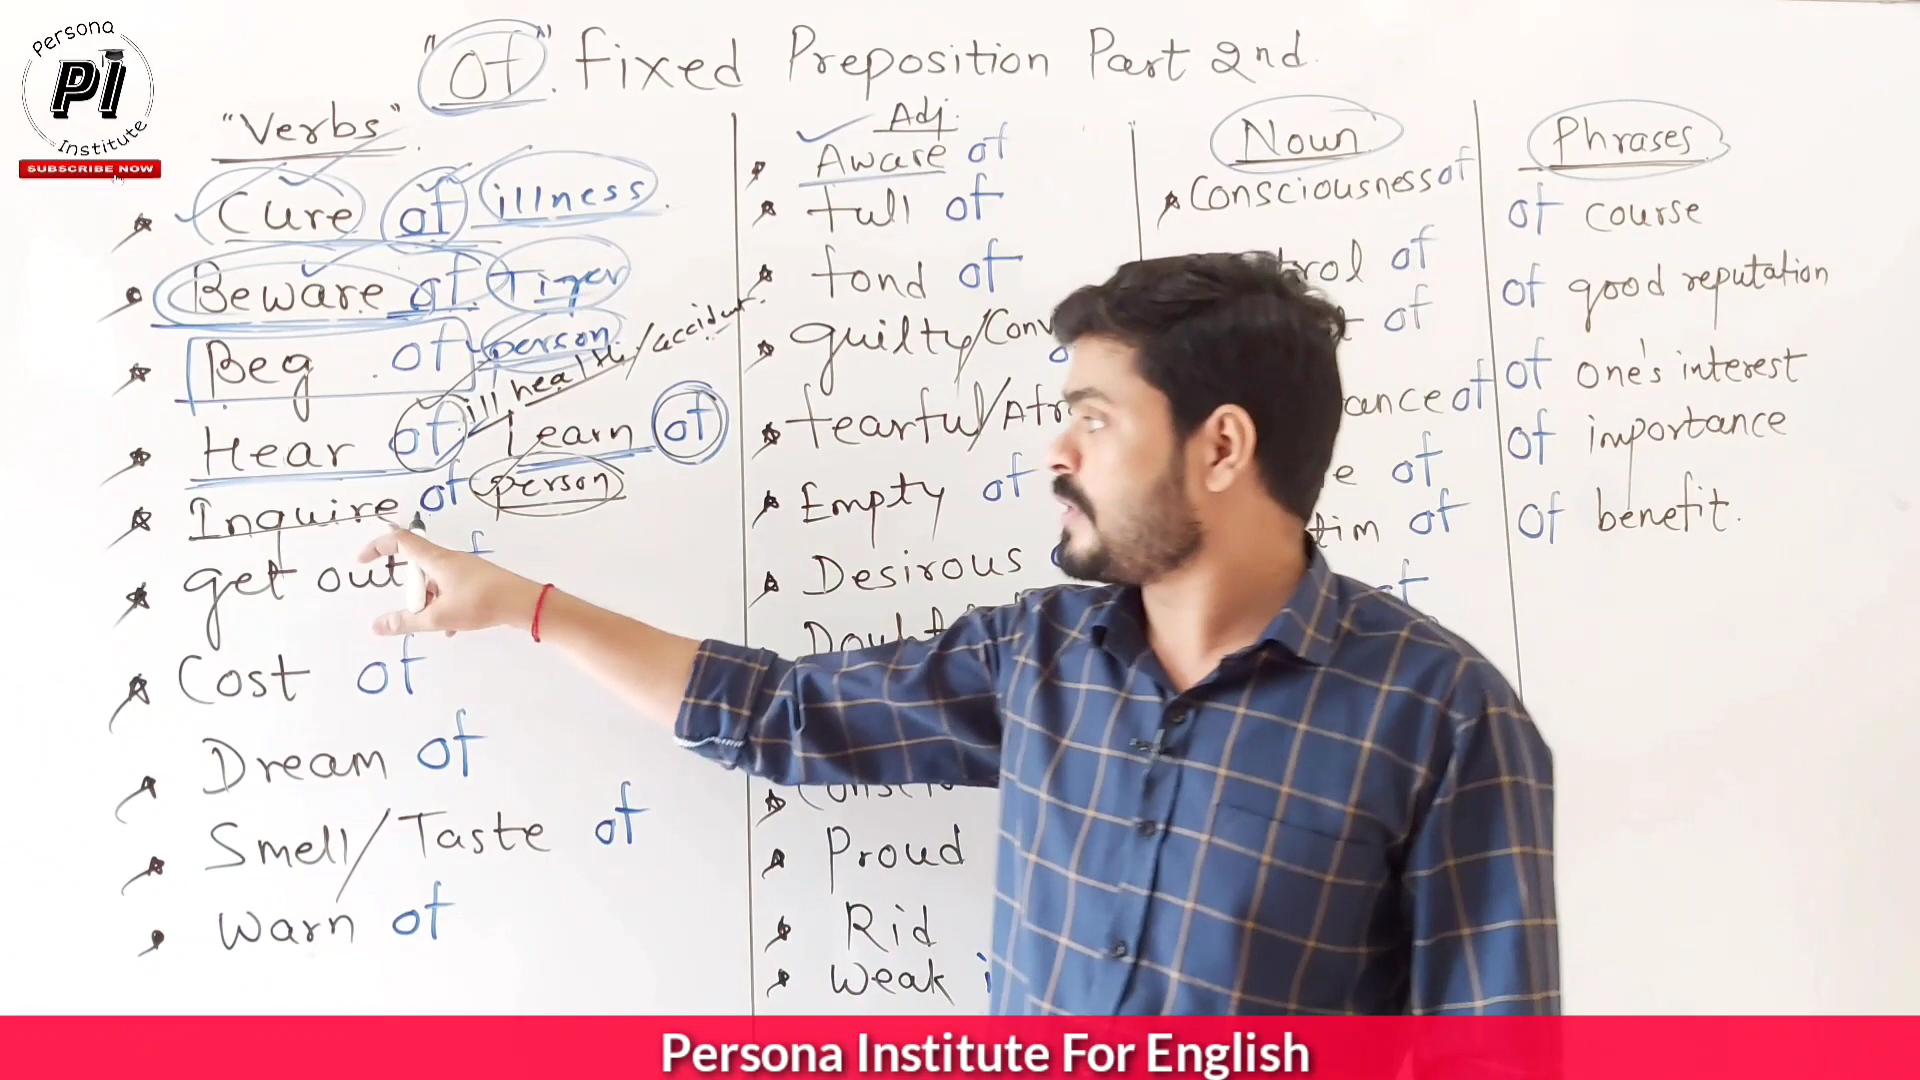 Persona
PI
Institute
SUBSCRIBE NOW
"of" fixed Preposition Part 2nd.
"Verbs"
Cure of illness
Beware of Tiger
Beg of person
Hear of ill health/accident
Learn of
Inquire of person
get out
Cost of
Dream of
Smell/Taste of
Warn of
Adj.
Aware of
full of
fond of
guilty/Conv
fearful/Afr
Empty of
Desirous
Doubt
Proud
Rid
Weak i
Noun
Consciousness of
trol of
of
ance of
e of
tim of
of
Phrases
of course
of good reputation
of one's interest
of importance
of benefit.
Persona Institute For English